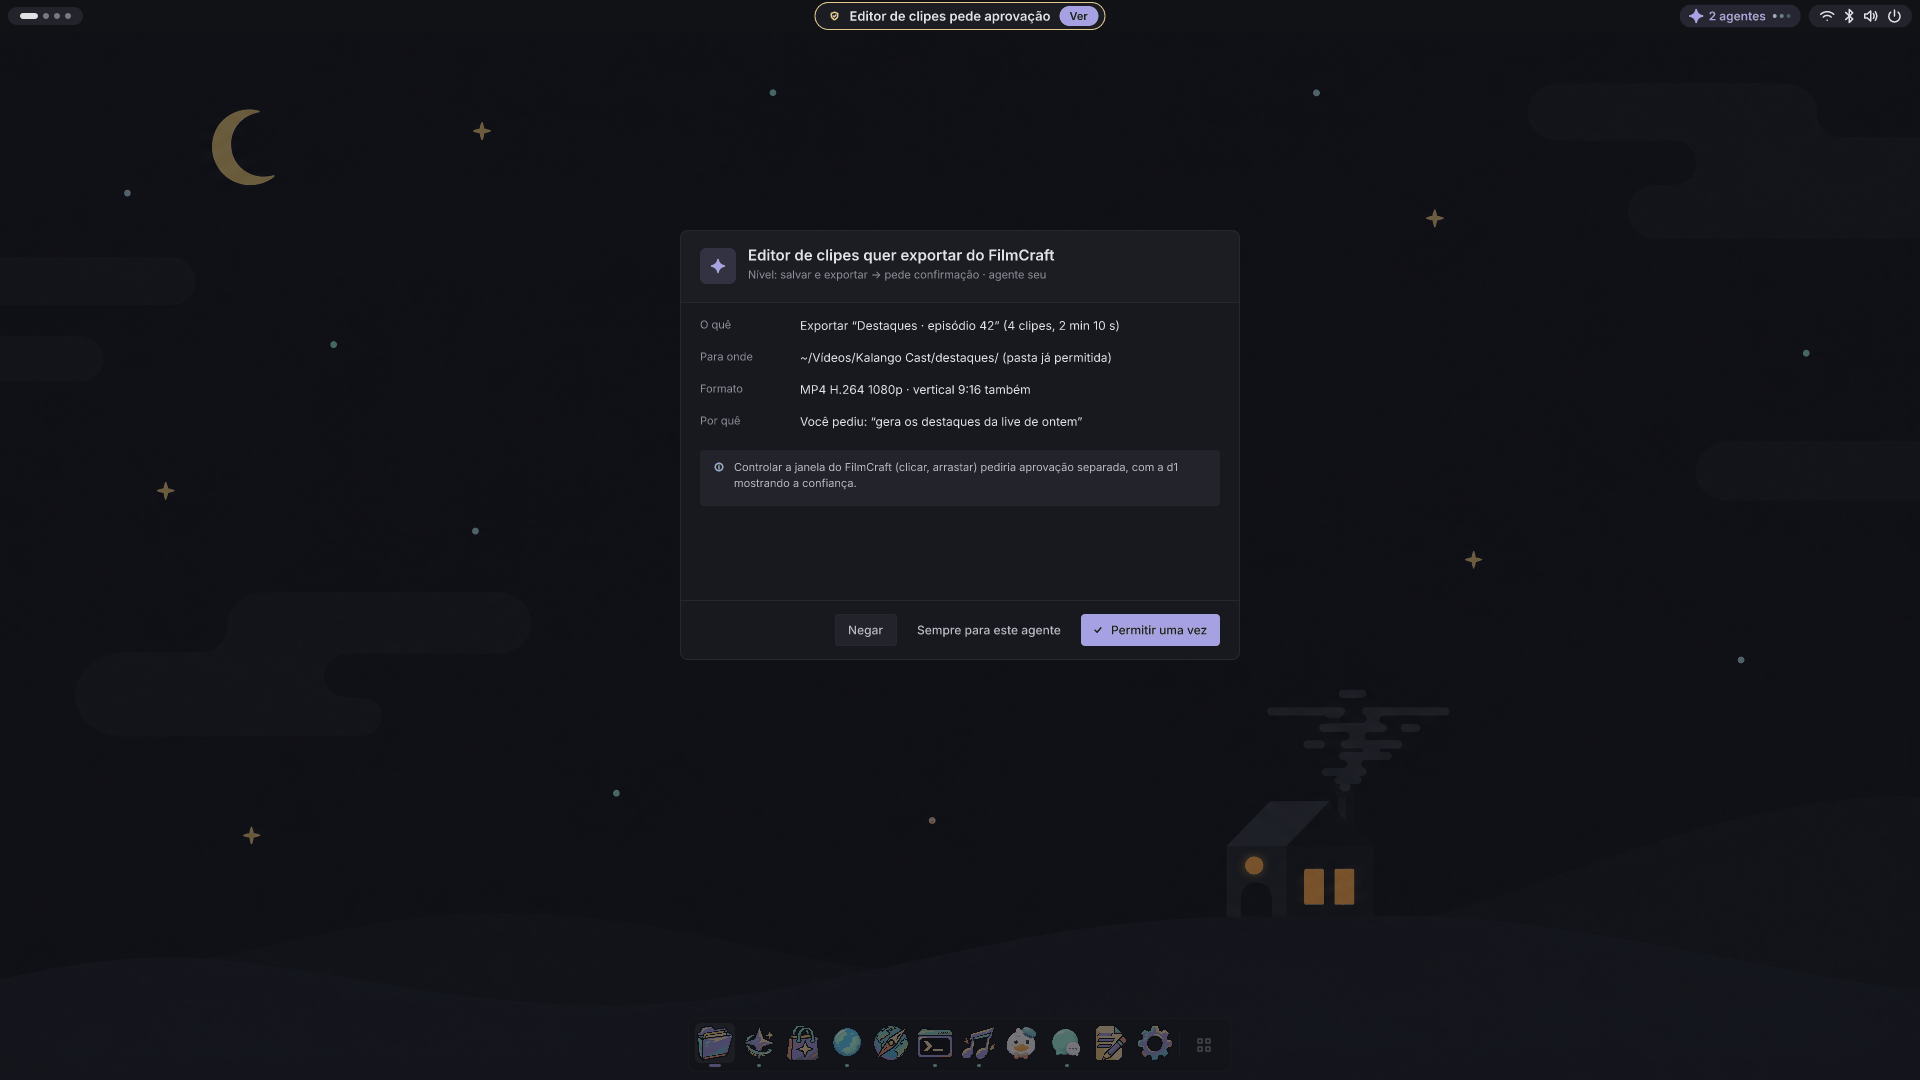 Editor de clipes pede aprovação
Ver
2 agentes
Editor de clipes quer exportar do FilmCraft
Nível: salvar e exportar → pede confirmação · agente seu
O quê
Exportar “Destaques · episódio 42” (4 clipes, 2 min 10 s)
Para onde
~/Vídeos/Kalango Cast/destaques/ (pasta já permitida)
Formato
MP4 H.264 1080p · vertical 9:16 também
Por quê
Você pediu: “gera os destaques da live de ontem”
Controlar a janela do FilmCraft (clicar, arrastar) pediria aprovação separada, com a d1
mostrando a confiança.
Negar
Sempre para este agente
Permitir uma vez